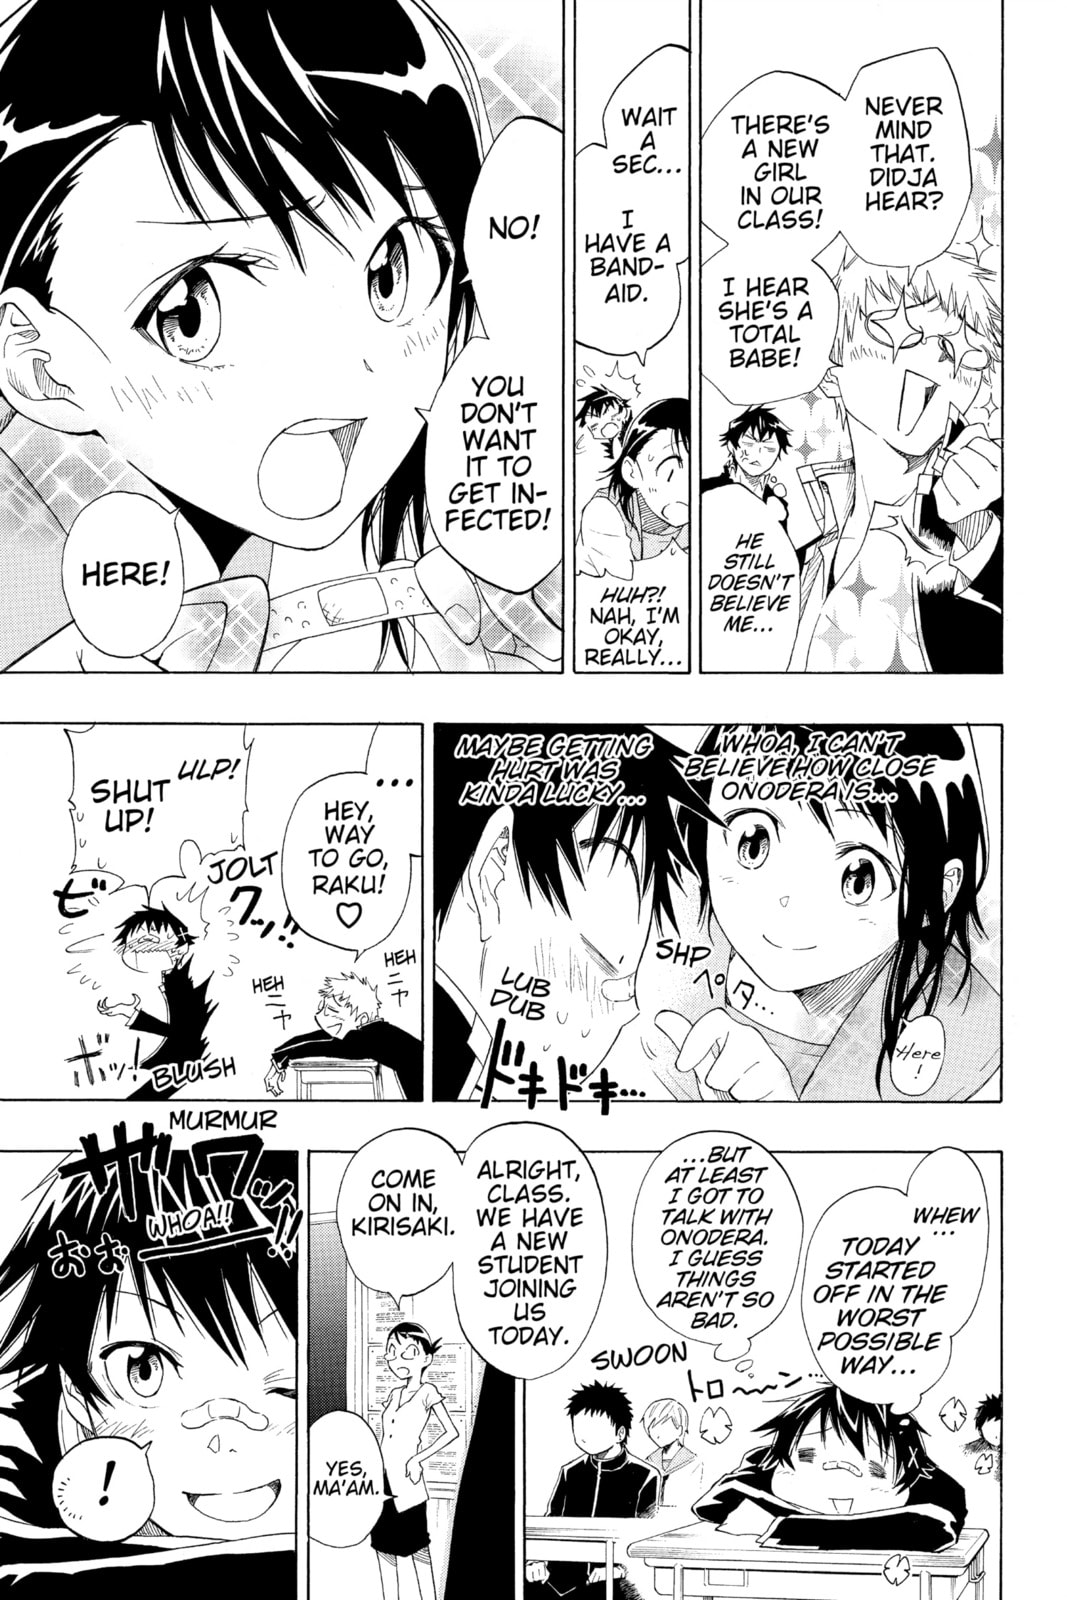 NEVER
MIND
THAT.
DIDJA
HEAR?
THERE'S
A NEW
GIRL
IN OUR
CLASS!
I HEAR
SHE'S A
TOTAL
BABE!
HE
STILL
DOESN'T
BELIEVE
ME...
WAIT
A
SEC...
I
HAVE A
BAND-
AID.
HUH?!
NAH, I'M
OKAY,
REALLY...
NO!
YOU
DON'T
WANT
IT TO
GET IN-
FECTED!
HERE!
WHOA, I CAN'T
BELIEVE HOW CLOSE
ONODERA IS...
MAYBE GETTING
HURT WAS
KINDA LUCKY...
SHP
ペタ...
Here
!
LUB
DUB
ドキドキ...
...
HEY,
WAY
TO GO,
RAKU!
♡
HEH
ニヤ
HEH
ニヤ
ULP!
SHUT
UP!
JOLT
ビクッ!!
ボッ!
BLUSH
WHEW
...
TODAY
STARTED
OFF IN THE
WORST
POSSIBLE
WAY...
...BUT
AT LEAST
I GOT TO
TALK WITH
ONODERA.
I GUESS
THINGS
AREN'T SO
BAD.
SWOON
トロ〜ン...
ALRIGHT,
CLASS.
WE HAVE
A NEW
STUDENT
JOINING
US
TODAY.
COME
ON IN,
KIRISAKI.
YES,
MA'AM.
MURMUR
ザワッ
WHOA!!
おおーーッ!!
!